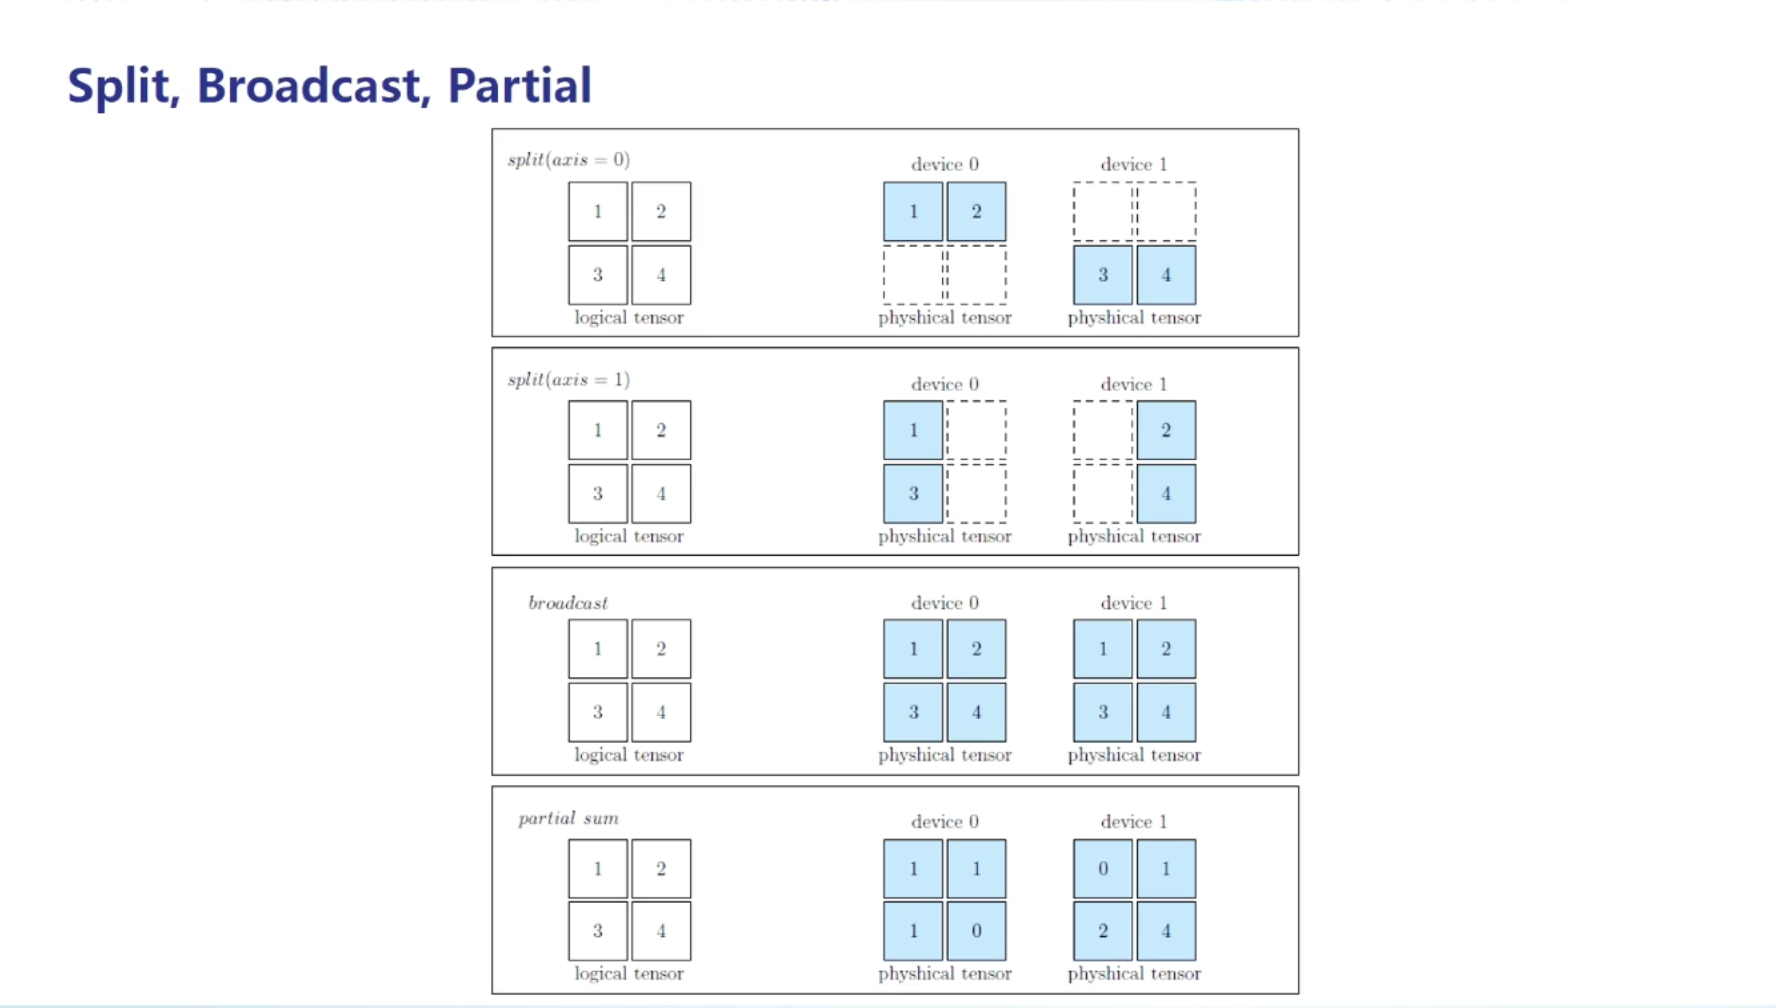 Split, Broadcast, Partial
split(axis = 0)
device 0
device 1
1 2
1 2
3 4
3 4
logical tensor
physhical tensor
physhical tensor
split(axis = 1)
device 0
device 1
1 2
1
2
3 4
3
4
logical tensor
physhical tensor
physhical tensor
broadcast
device 0
device 1
1 2
1 2
1 2
3 4
3 4
3 4
logical tensor
physhical tensor
physhical tensor
partial sum
device 0
device 1
1 2
1 1
0 1
3 4
1 0
2 4
logical tensor
physhical tensor
physhical tensor